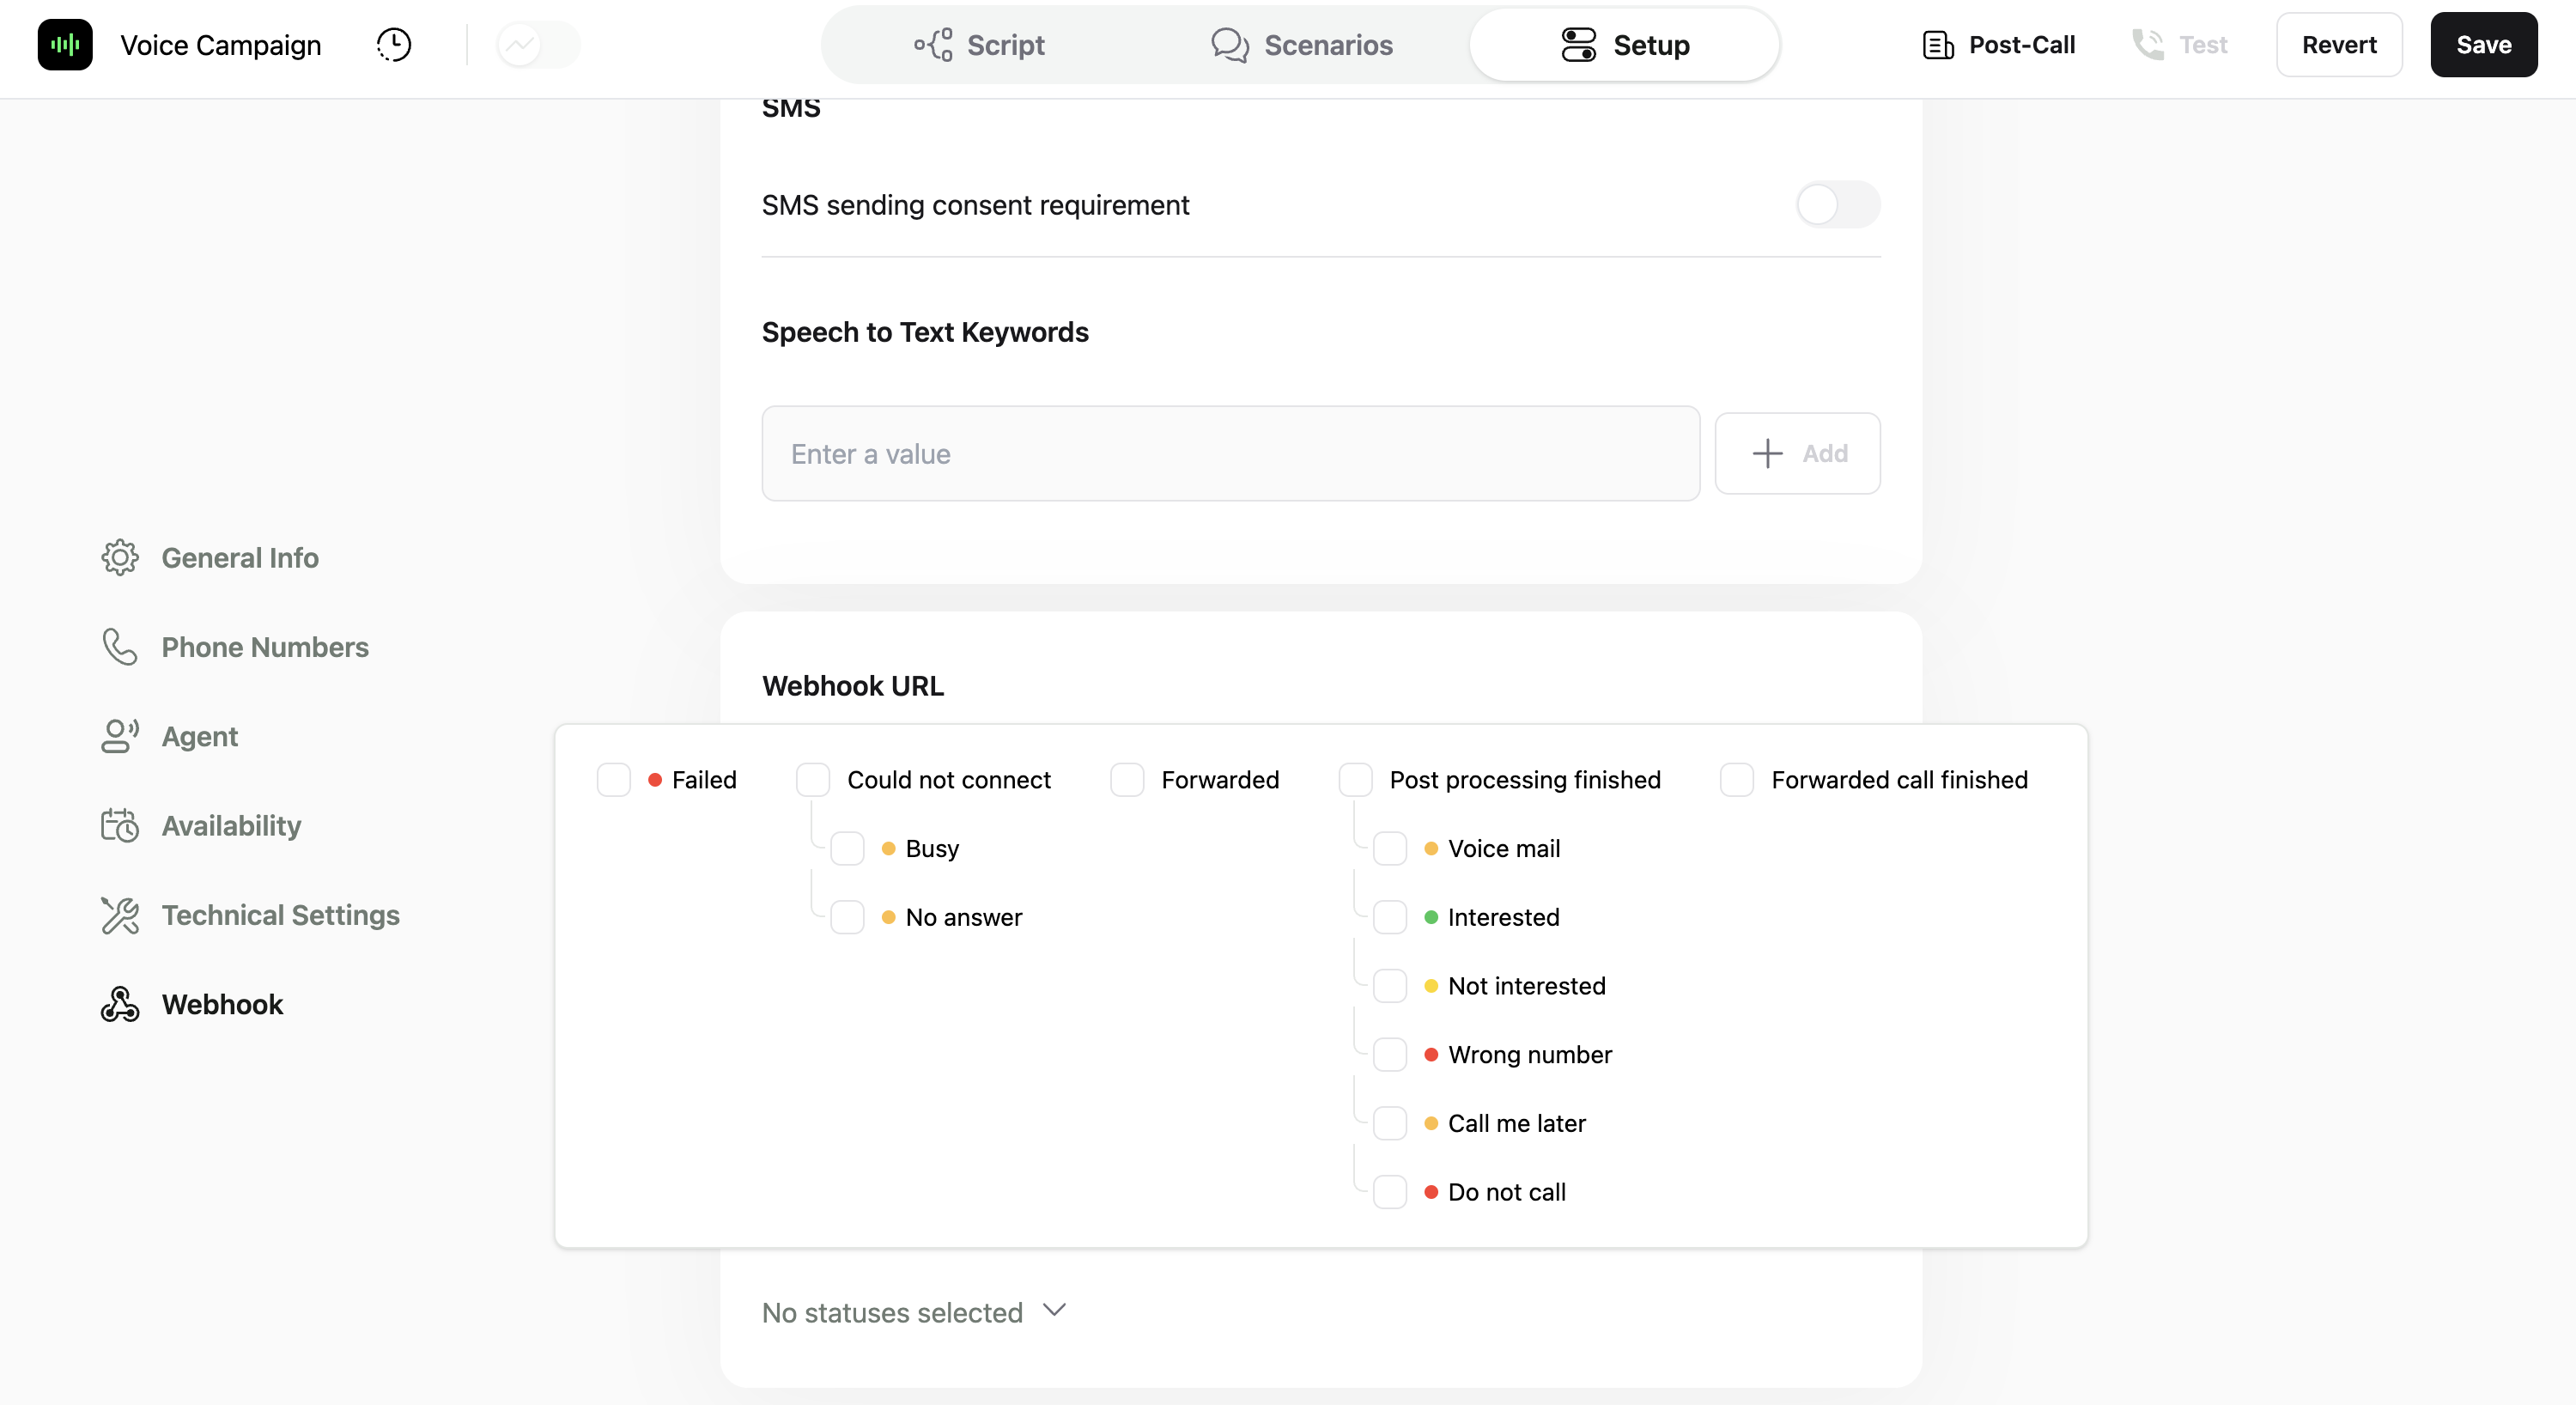 Voice Campaign
Script
Scenarios
Setup
Post-Call
Test
Revert
Save
SMS
SMS sending consent requirement
Speech to Text Keywords
Enter a value
Add
General Info
Phone Numbers
Agent
Availability
Technical Settings
Webhook
Webhook URL
Failed
Could not connect
Busy
No answer
Forwarded
Post processing finished
Voice mail
Interested
Not interested
Wrong number
Call me later
Do not call
Forwarded call finished
No statuses selected